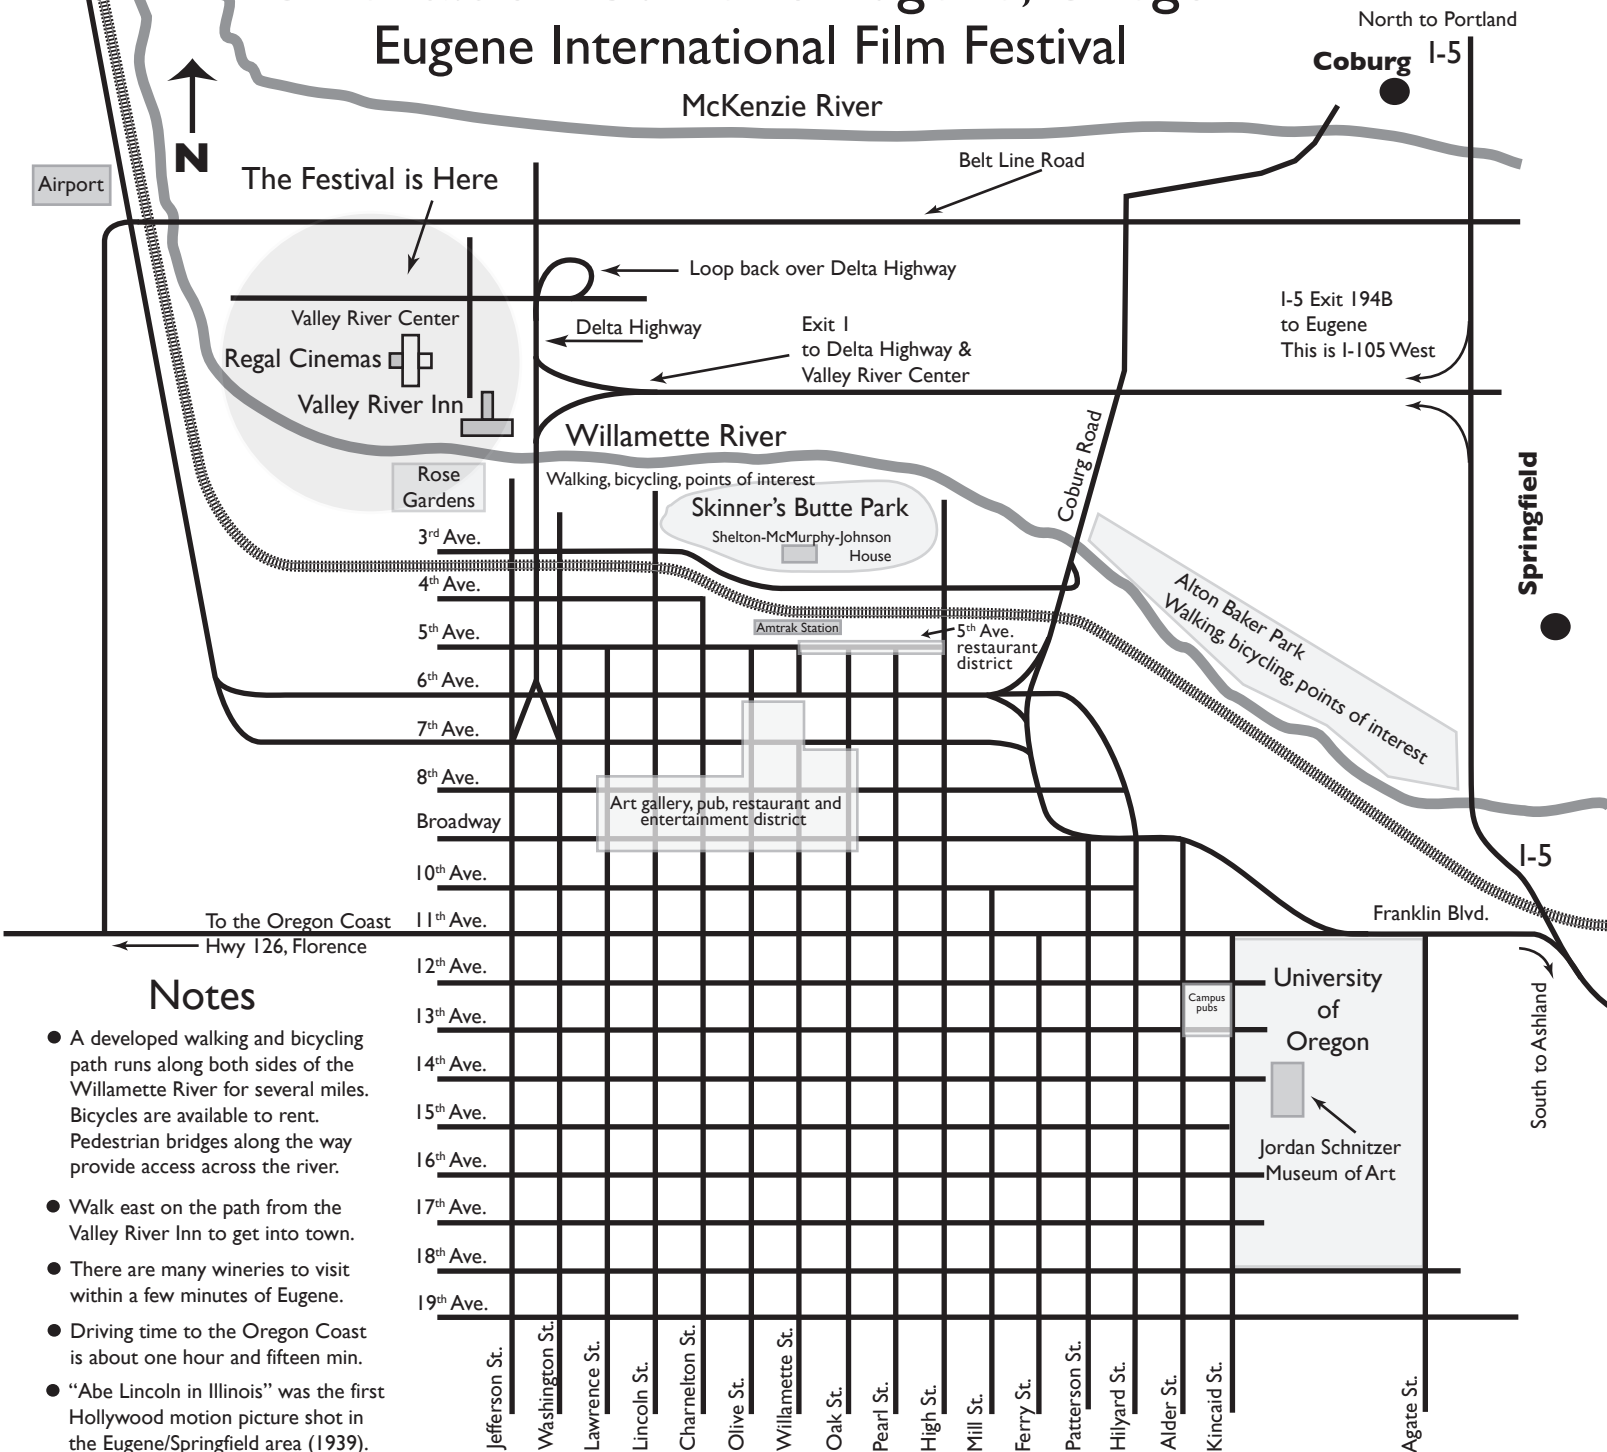 Eugene International Film Festival
North to Portland
I-5
Coburg
McKenzie River
N
Airport
The Festival is Here
Belt Line Road
Loop back over Delta Highway
Valley River Center
Delta Highway
Regal Cinemas
Exit 1
to Delta Highway &
Valley River Center
I-5 Exit 194B
to Eugene
This is I-105 West
Valley River Inn
Willamette River
Coburg Road
Rose
Gardens
Walking, bicycling, points of interest
Skinner's Butte Park
Shelton-McMurphy-Johnson
House
Springfield
Alton Baker Park
Walking, bicycling, points of interest
3rd Ave.
4th Ave.
5th Ave.
Amtrak Station
5th Ave.
restaurant
district
6th Ave.
7th Ave.
8th Ave.
Art gallery, pub, restaurant and
entertainment district
Broadway
10th Ave.
I-5
To the Oregon Coast
Hwy 126, Florence
11th Ave.
Franklin Blvd.
12th Ave.
13th Ave.
14th Ave.
15th Ave.
16th Ave.
17th Ave.
18th Ave.
19th Ave.
Campus
pubs
University
of
Oregon
Jordan Schnitzer
Museum of Art
South to Ashland
Notes
● A developed walking and bicycling
path runs along both sides of the
Willamette River for several miles.
Bicycles are available to rent.
Pedestrian bridges along the way
provide access across the river.
● Walk east on the path from the
Valley River Inn to get into town.
● There are many wineries to visit
within a few minutes of Eugene.
● Driving time to the Oregon Coast
is about one hour and fifteen min.
● “Abe Lincoln in Illinois” was the first
Hollywood motion picture shot in
the Eugene/Springfield area (1939).
Jefferson St.
Washington St.
Lawrence St.
Lincoln St.
Charnelton St.
Olive St.
Willamette St.
Oak St.
Pearl St.
High St.
Mill St.
Ferry St.
Patterson St.
Hilyard St.
Alder St.
Kincaid St.
Agate St.